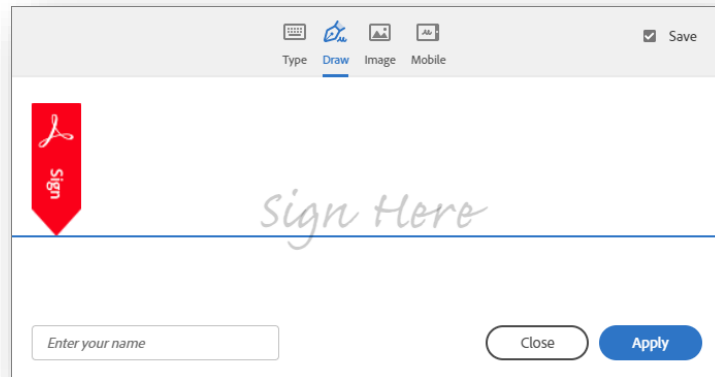 Type Draw Image Mobile
Save
Sign
Sign Here
Enter your name
Close
Apply